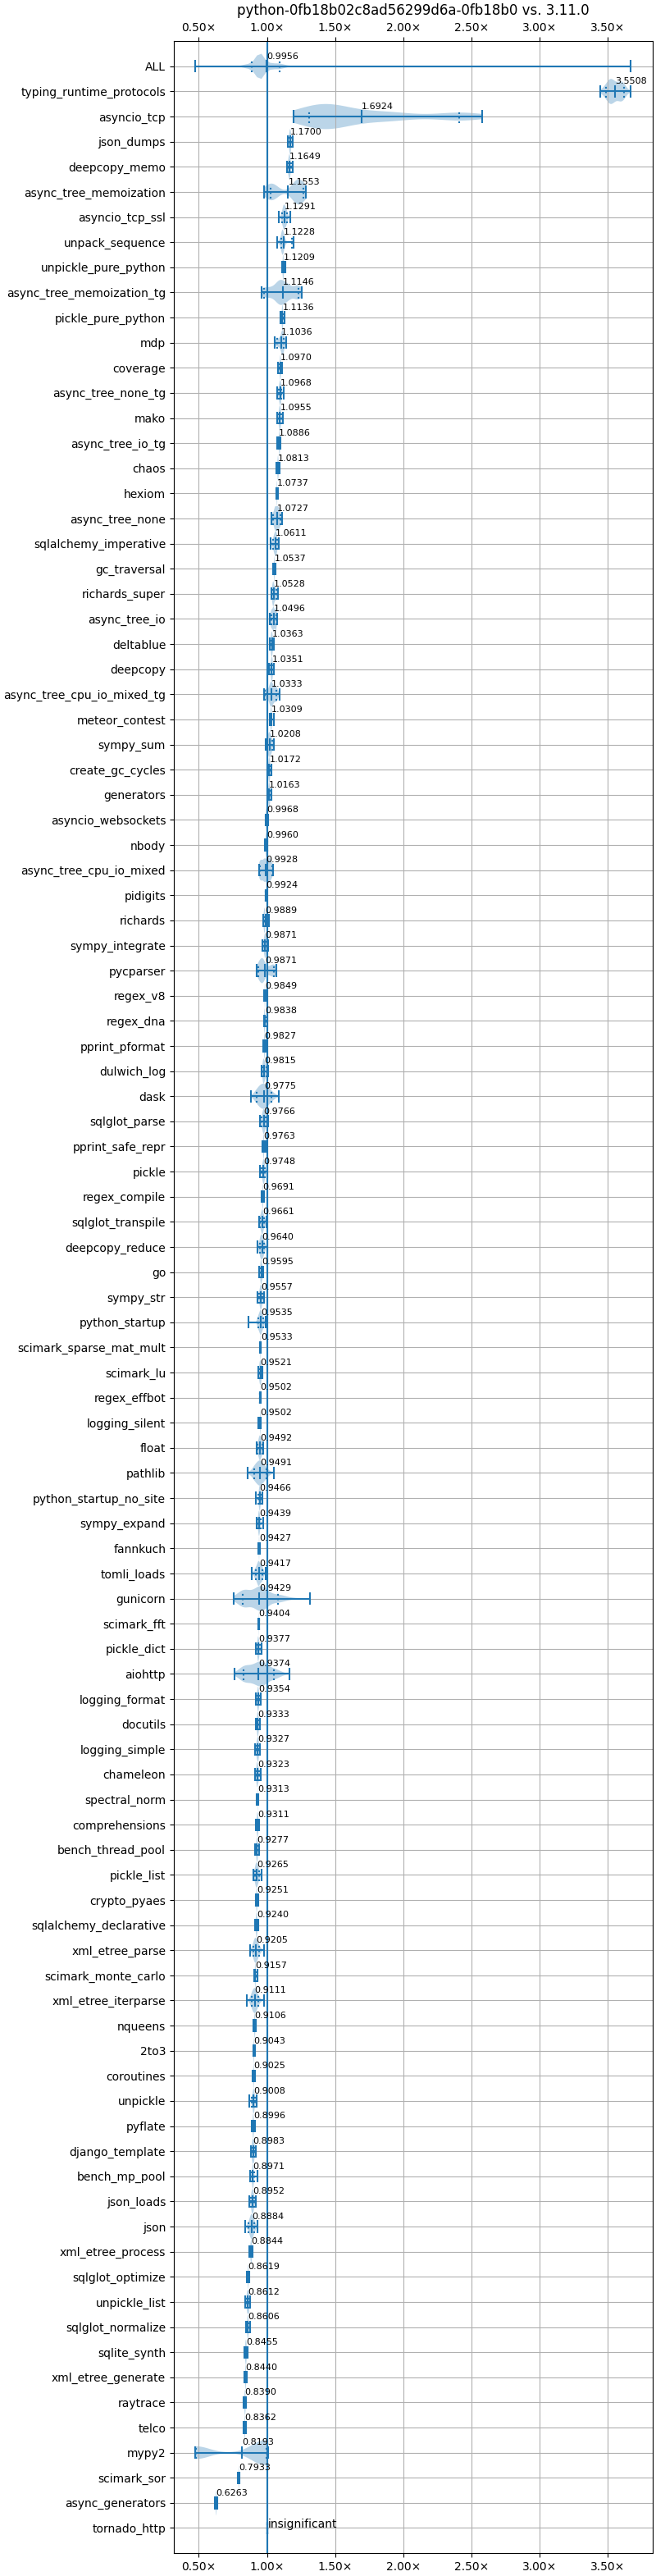 python-0fb18b02c8ad56299d6a-0fb18b0 vs. 3.11.0
0.50× 1.00× 1.50× 2.00× 2.50× 3.00× 3.50×
ALL 0.9956
typing_runtime_protocols 3.5508
asyncio_tcp 1.6924
json_dumps 1.1700
deepcopy_memo 1.1649
async_tree_memoization 1.1553
asyncio_tcp_ssl 1.1291
unpack_sequence 1.1228
unpickle_pure_python 1.1209
async_tree_memoization_tg 1.1146
pickle_pure_python 1.1136
mdp 1.1036
coverage 1.0970
async_tree_none_tg 1.0968
mako 1.0955
async_tree_io_tg 1.0886
chaos 1.0813
hexiom 1.0737
async_tree_none 1.0727
sqlalchemy_imperative 1.0611
gc_traversal 1.0537
richards_super 1.0528
async_tree_io 1.0496
deltablue 1.0363
deepcopy 1.0351
async_tree_cpu_io_mixed_tg 1.0333
meteor_contest 1.0309
sympy_sum 1.0208
create_gc_cycles 1.0172
generators 1.0163
asyncio_websockets 0.9968
nbody 0.9960
async_tree_cpu_io_mixed 0.9928
pidigits 0.9924
richards 0.9889
sympy_integrate 0.9871
pycparser 0.9871
regex_v8 0.9849
regex_dna 0.9838
pprint_pformat 0.9827
dulwich_log 0.9815
dask 0.9775
sqlglot_parse 0.9766
pprint_safe_repr 0.9763
pickle 0.9748
regex_compile 0.9691
sqlglot_transpile 0.9661
deepcopy_reduce 0.9640
go 0.9595
sympy_str 0.9557
python_startup 0.9535
scimark_sparse_mat_mult 0.9533
scimark_lu 0.9521
regex_effbot 0.9502
logging_silent 0.9502
float 0.9492
pathlib 0.9491
python_startup_no_site 0.9466
sympy_expand 0.9439
fannkuch 0.9427
tomli_loads 0.9417
gunicorn 0.9429
scimark_fft 0.9404
pickle_dict 0.9377
aiohttp 0.9374
logging_format 0.9354
docutils 0.9333
logging_simple 0.9327
chameleon 0.9323
spectral_norm 0.9313
comprehensions 0.9311
bench_thread_pool 0.9277
pickle_list 0.9265
crypto_pyaes 0.9251
sqlalchemy_declarative 0.9240
xml_etree_parse 0.9205
scimark_monte_carlo 0.9157
xml_etree_iterparse 0.9111
nqueens 0.9106
2to3 0.9043
coroutines 0.9025
unpickle 0.9008
pyflate 0.8996
django_template 0.8983
bench_mp_pool 0.8971
json_loads 0.8952
json 0.8884
xml_etree_process 0.8844
sqlglot_optimize 0.8619
unpickle_list 0.8612
sqlglot_normalize 0.8606
sqlite_synth 0.8455
xml_etree_generate 0.8440
raytrace 0.8390
telco 0.8362
mypy2 0.8193
scimark_sor 0.7933
async_generators 0.6263
tornado_http insignificant
0.50× 1.00× 1.50× 2.00× 2.50× 3.00× 3.50×